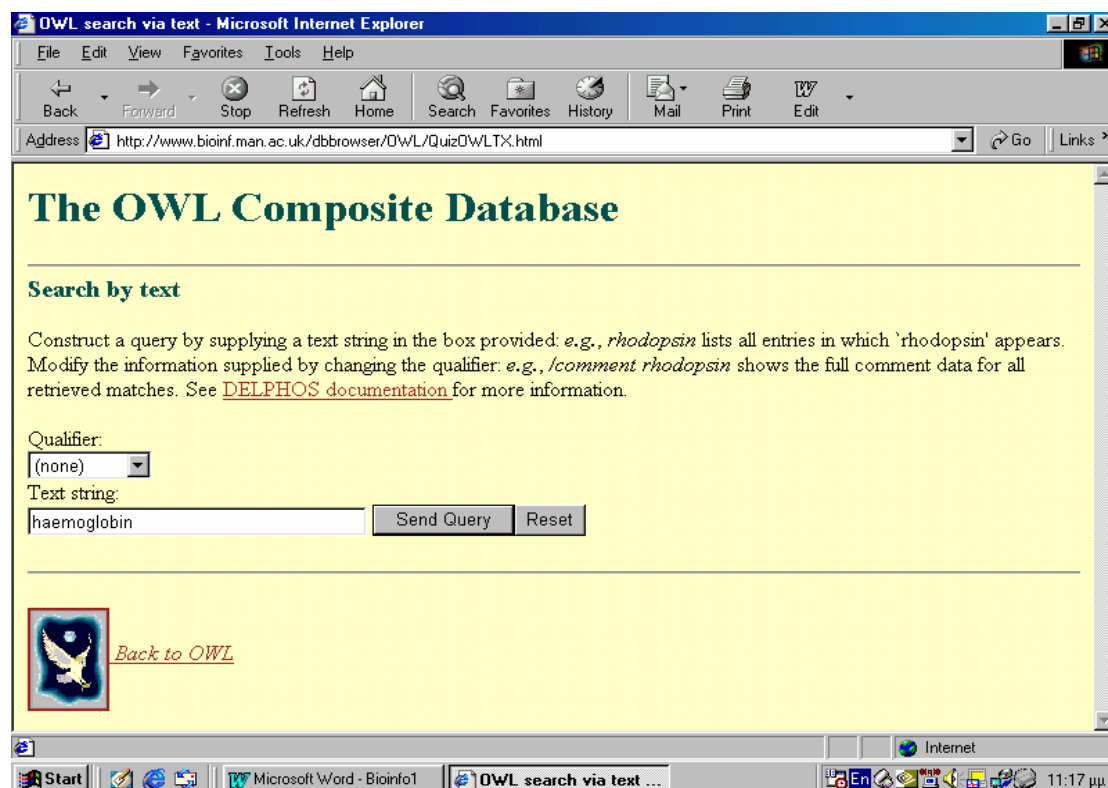 OWL search via text - Microsoft Internet Explorer
File Edit View Favorites Tools Help
Back Forward Stop Refresh Home Search Favorites History Mail Print Edit
Address http://www.bioinf.man.ac.uk/dbbrowser/OWL/QuizOWLTX.html Go Links »
The OWL Composite Database
Search by text
Construct a query by supplying a text string in the box provided: e.g., rhodopsin lists all entries in which `rhodopsin' appears.
Modify the information supplied by changing the qualifier: e.g., /comment rhodopsin shows the full comment data for all
retrieved matches. See DELPHOS documentation for more information.
Qualifier:
(none)
Text string:
haemoglobin Send Query Reset
Back to OWL
Internet
Start Microsoft Word - Bioinfo1 OWL search via text ... En 11:17 μμ